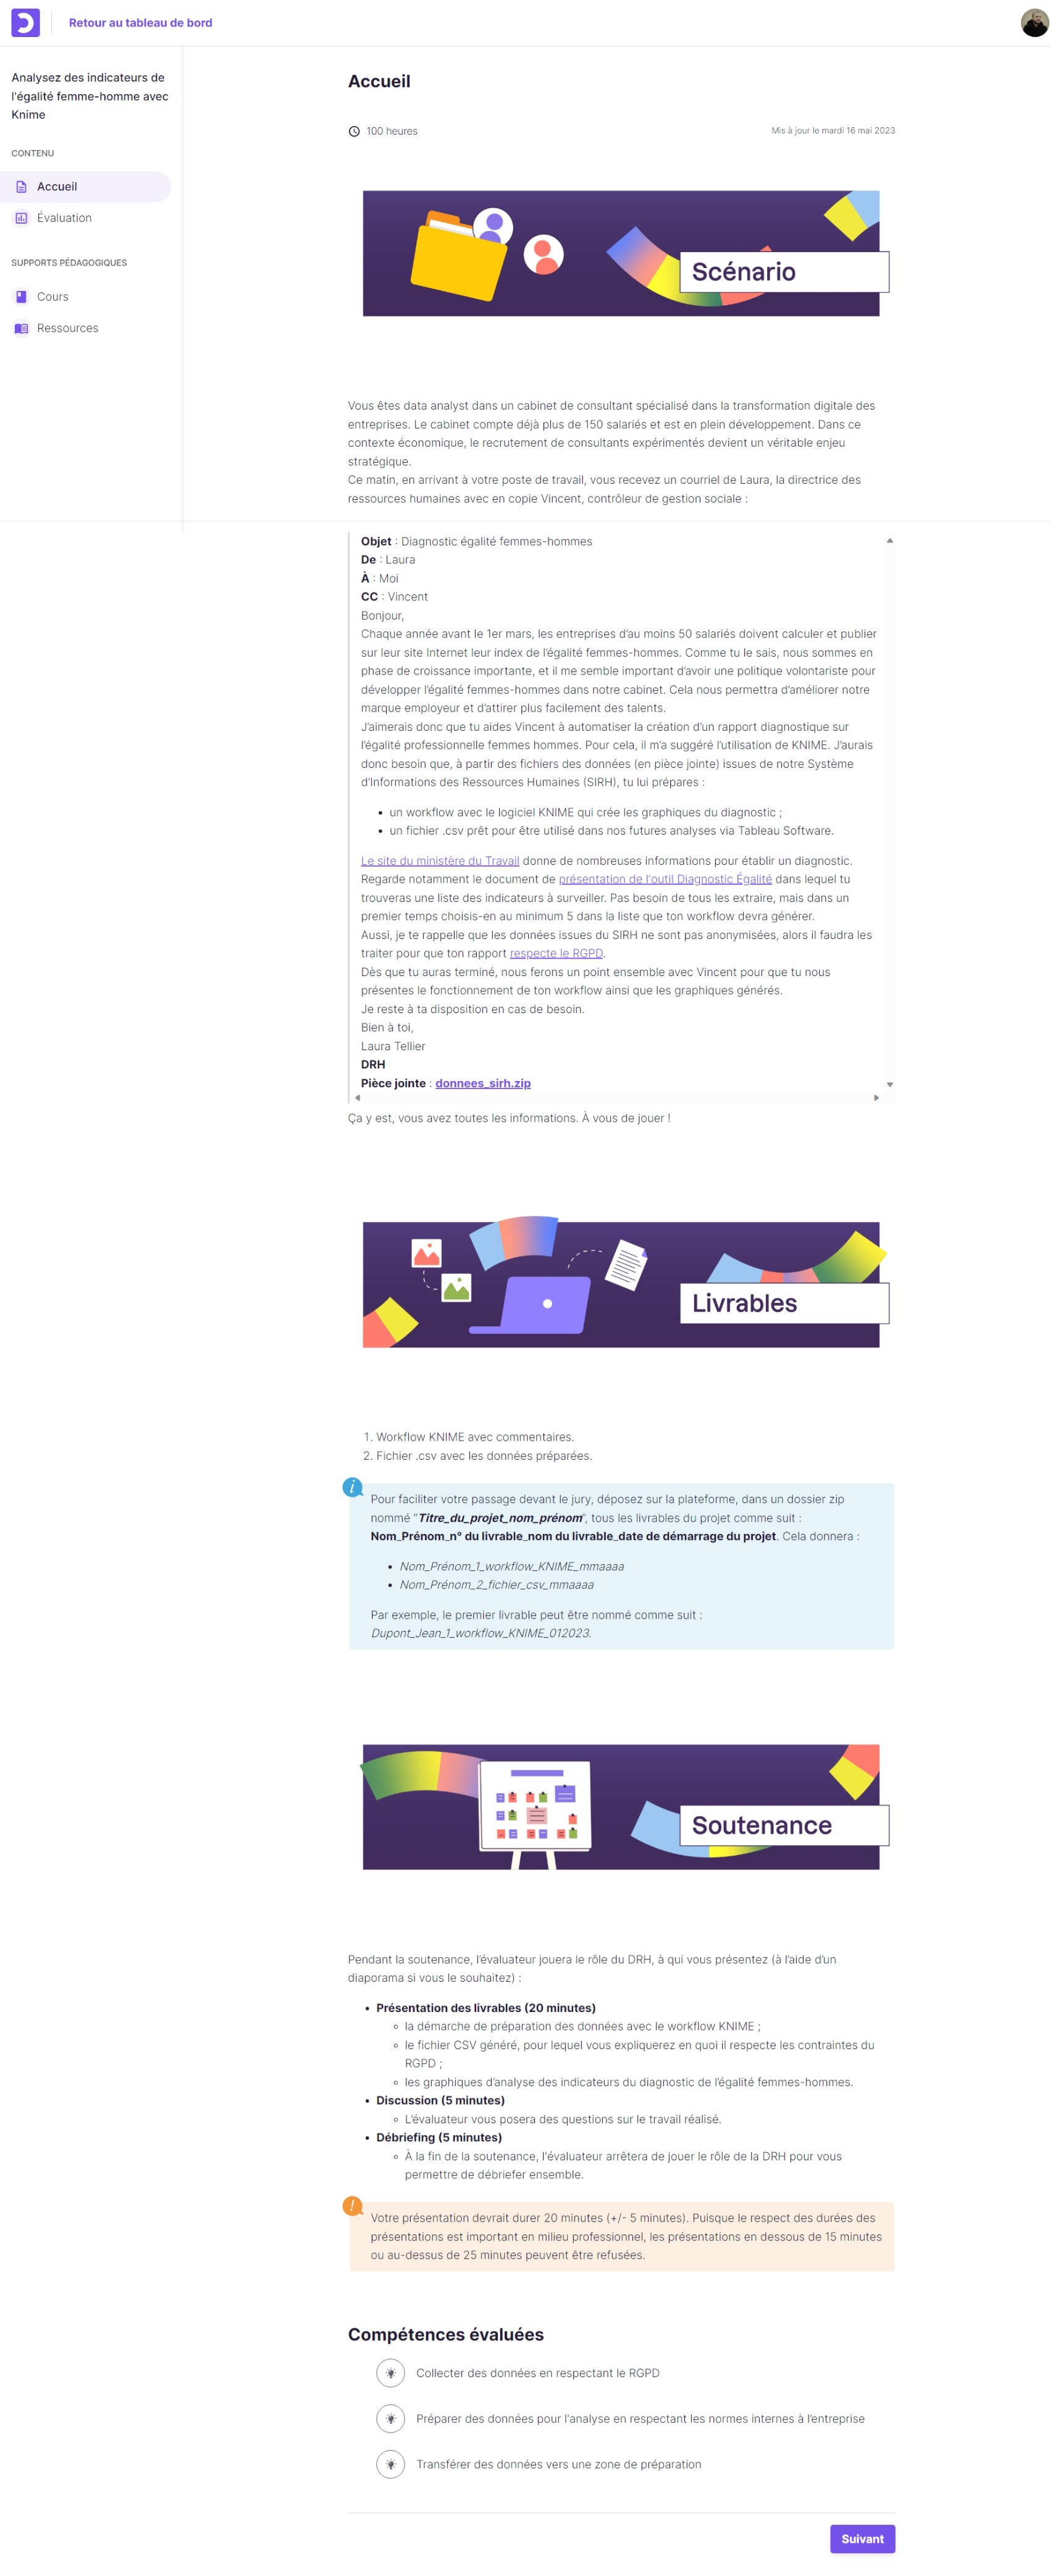 Retour au tableau de bord
Analysez des indicateurs de
l'égalité femme-homme avec
Knime
CONTENU
Accueil
Évaluation
SUPPORTS PÉDAGOGIQUES
Cours
Ressources
Accueil
100 heures
Mis à jour le mardi 16 mai 2023
Scénario
Vous êtes data analyst dans un cabinet de consultant spécialisé dans la transformation digitale des
entreprises. Le cabinet compte déjà plus de 150 salariés et est en plein développement. Dans ce
contexte économique, le recrutement de consultants expérimentés devient un véritable enjeu
stratégique.
Ce matin, en arrivant à votre poste de travail, vous recevez un courriel de Laura, la directrice des
ressources humaines avec en copie Vincent, contrôleur de gestion sociale :
Objet : Diagnostic égalité femmes-hommes
De : Laura
À : Moi
CC : Vincent
Bonjour,
Chaque année avant le 1er mars, les entreprises d’au moins 50 salariés doivent calculer et publier
sur leur site Internet leur index de l’égalité femmes-hommes. Comme tu le sais, nous sommes en
phase de croissance importante, et il me semble important d’avoir une politique volontariste pour
développer l’égalité femmes-hommes dans notre cabinet. Cela nous permettra d’améliorer notre
marque employeur et d’attirer plus facilement des talents.
J’aimerais donc que tu aides Vincent à automatiser la création d’un rapport diagnostique sur
l’égalité professionnelle femmes hommes. Pour cela, il m’a suggéré l’utilisation de KNIME. J’aurais
donc besoin que, à partir des fichiers des données (en pièce jointe) issues de notre Système
d’Informations des Ressources Humaines (SIRH), tu lui prépares :
• un workflow avec le logiciel KNIME qui crée les graphiques du diagnostic ;
• un fichier .csv prêt pour être utilisé dans nos futures analyses via Tableau Software.
Le site du ministère du Travail donne de nombreuses informations pour établir un diagnostic.
Regarde notamment le document de présentation de l’outil Diagnostic Égalité dans lequel tu
trouveras une liste des indicateurs à surveiller. Pas besoin de tous les extraire, mais dans un
premier temps choisis-en au minimum 5 dans la liste que ton workflow devra générer.
Aussi, je te rappelle que les données issues du SIRH ne sont pas anonymisées, alors il faudra les
traiter pour que ton rapport respecte le RGPD.
Dès que tu auras terminé, nous ferons un point ensemble avec Vincent pour que tu nous
présentes le fonctionnement de ton workflow ainsi que les graphiques générés.
Je reste à ta disposition en cas de besoin.
Bien à toi,
Laura Tellier
DRH
Pièce jointe : donnees_sirh.zip
Ça y est, vous avez toutes les informations. À vous de jouer !
Livrables
1. Workflow KNIME avec commentaires.
2. Fichier .csv avec les données préparées.
Pour faciliter votre passage devant le jury, déposez sur la plateforme, dans un dossier zip
nommé “Titre_du_projet_nom_prénom”, tous les livrables du projet comme suit :
Nom_Prénom_n° du livrable_nom du livrable_date de démarrage du projet. Cela donnera :
• Nom_Prénom_1_workflow_KNIME_mmaaaa
• Nom_Prénom_2_fichier_csv_mmaaaa
Par exemple, le premier livrable peut être nommé comme suit :
Dupont_Jean_1_workflow_KNIME_012023.
Soutenance
Pendant la soutenance, l’évaluateur jouera le rôle du DRH, à qui vous présentez (à l’aide d’un
diaporama si vous le souhaitez) :
• Présentation des livrables (20 minutes)
◦ la démarche de préparation des données avec le workflow KNIME ;
◦ le fichier CSV généré, pour lequel vous expliquerez en quoi il respecte les contraintes du
RGPD ;
◦ les graphiques d’analyse des indicateurs du diagnostic de l’égalité femmes-hommes.
• Discussion (5 minutes)
◦ L’évaluateur vous posera des questions sur le travail réalisé.
• Débriefing (5 minutes)
◦ À la fin de la soutenance, l'évaluateur arrêtera de jouer le rôle de la DRH pour vous
permettre de débriefer ensemble.
Votre présentation devrait durer 20 minutes (+/- 5 minutes). Puisque le respect des durées des
présentations est important en milieu professionnel, les présentations en dessous de 15 minutes
ou au-dessus de 25 minutes peuvent être refusées.
Compétences évaluées
Collecter des données en respectant le RGPD
Préparer des données pour l'analyse en respectant les normes internes à l’entreprise
Transférer des données vers une zone de préparation
Suivant